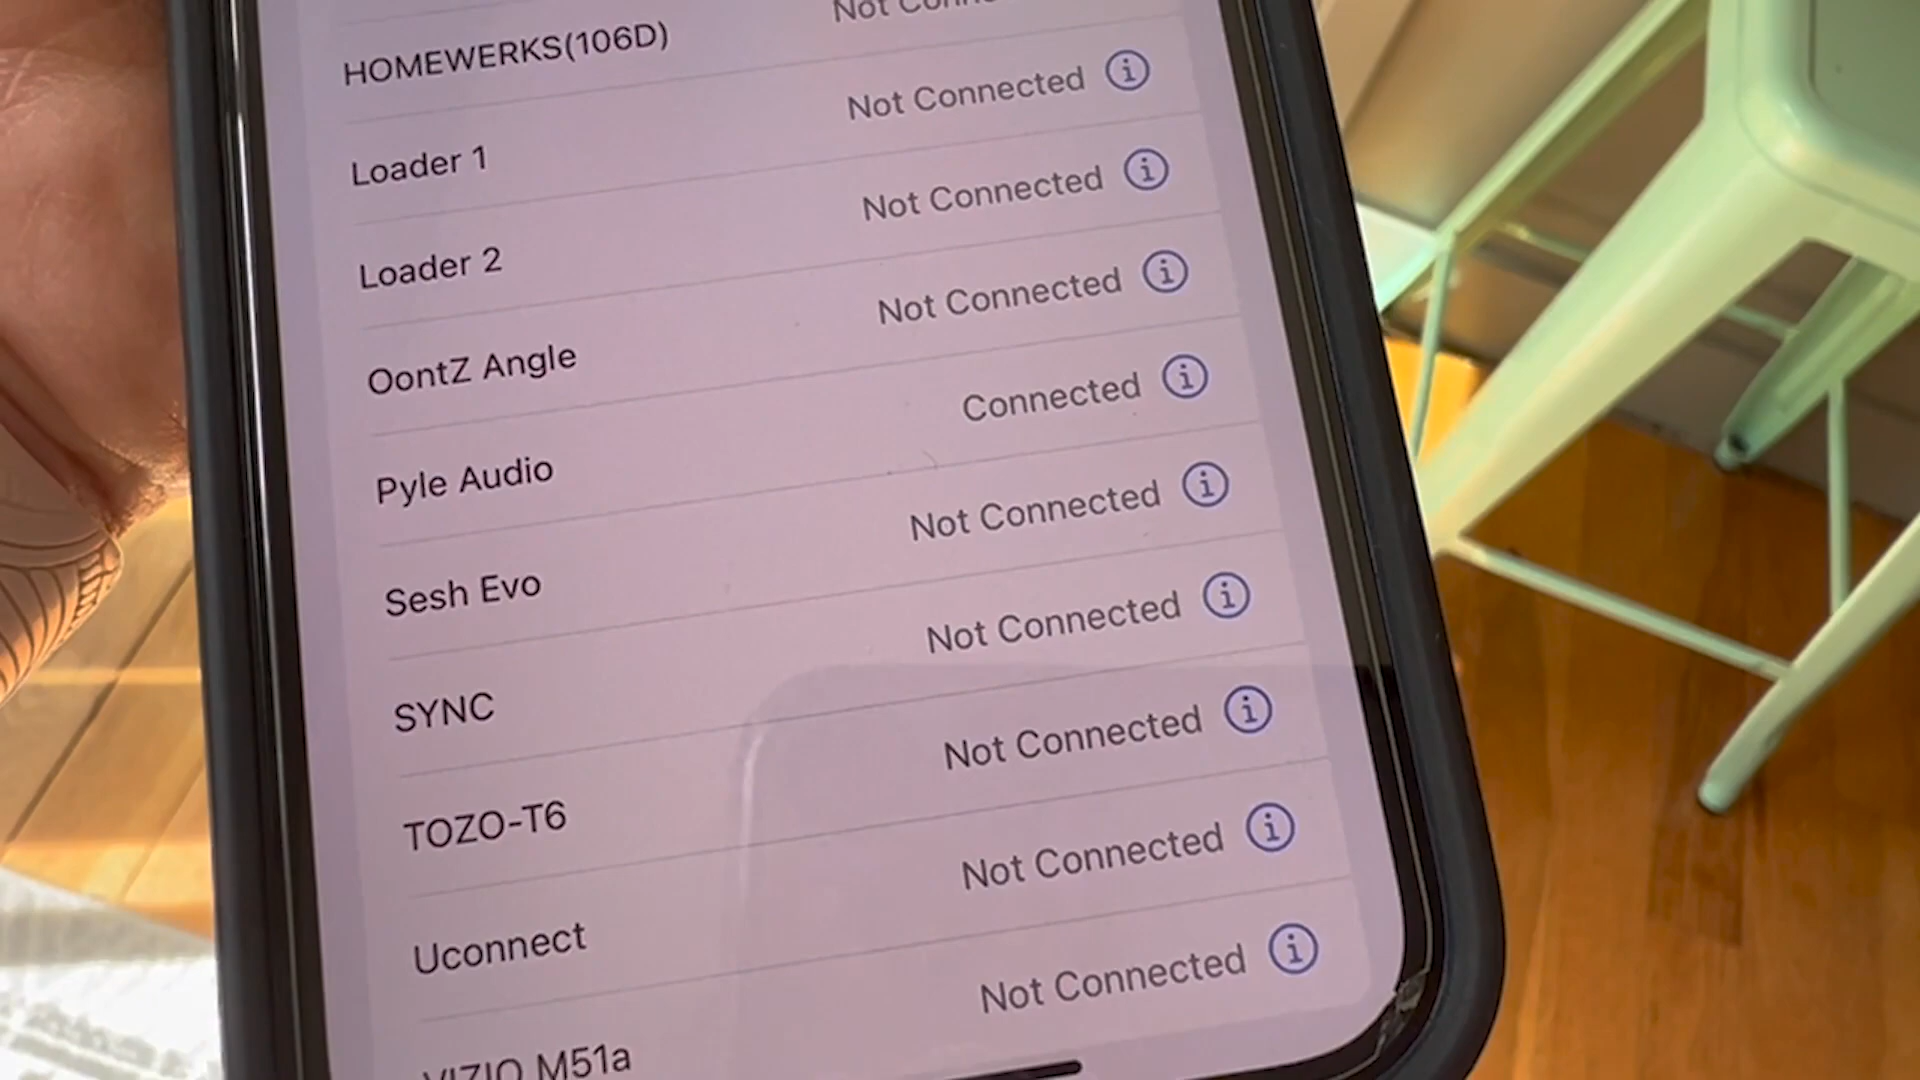 HOMEWERKS(106D) Not
Loader 1 Not Connected
Loader 2 Not Connected
OontZ Angle Not Connected
Pyle Audio Connected
Sesh Evo Not Connected
SYNC Not Connected
TOZO-T6 Not Connected
Uconnect Not Connected
VIZIO M51a Not Connected